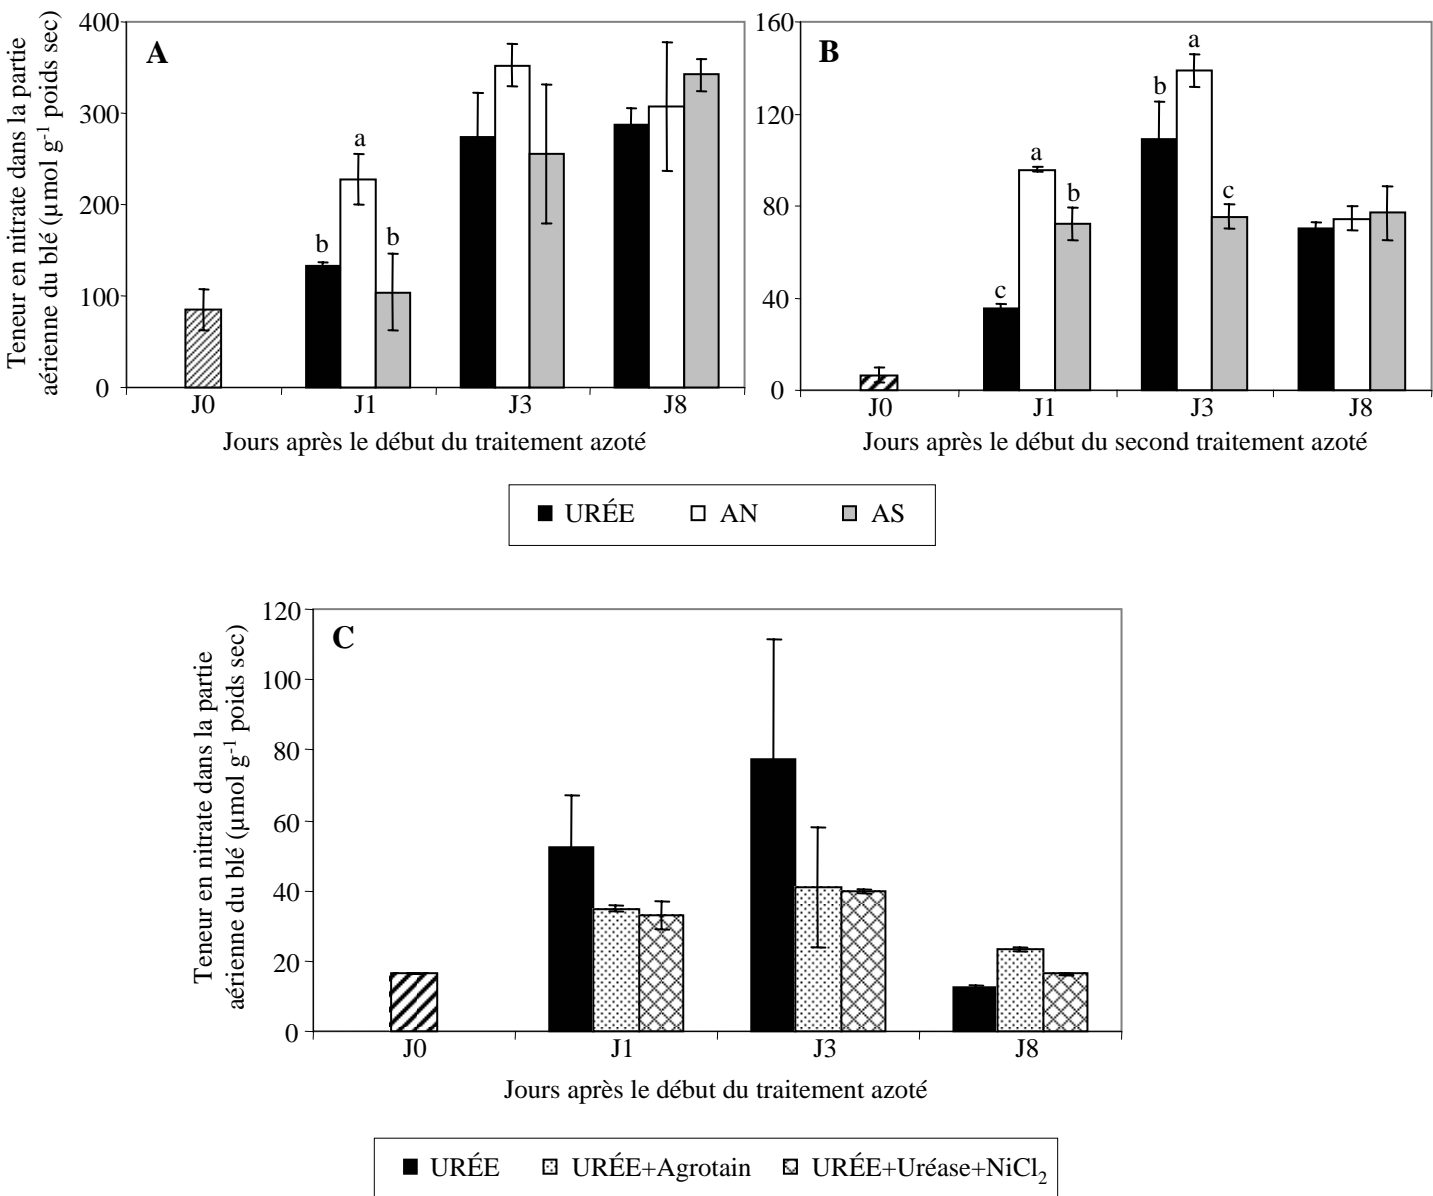 Teneur en nitrate dans la partie
aérienne du blé (µmol g-1 poids sec)
A
400
300
200
100
0
b
a
b
J0
J1
J3
J8
Jours après le début du traitement azoté
B
160
120
80
40
0
c
a
b
b
a
c
J0
J1
J3
J8
Jours après le début du second traitement azoté
URÉE
AN
AS
Teneur en nitrate dans la partie
aérienne du blé (µmol g-1 poids sec)
C
120
100
80
60
40
20
0
J0
J1
J3
J8
Jours après le début du traitement azoté
URÉE
URÉE+Agrotain
URÉE+Uréase+NiCl2